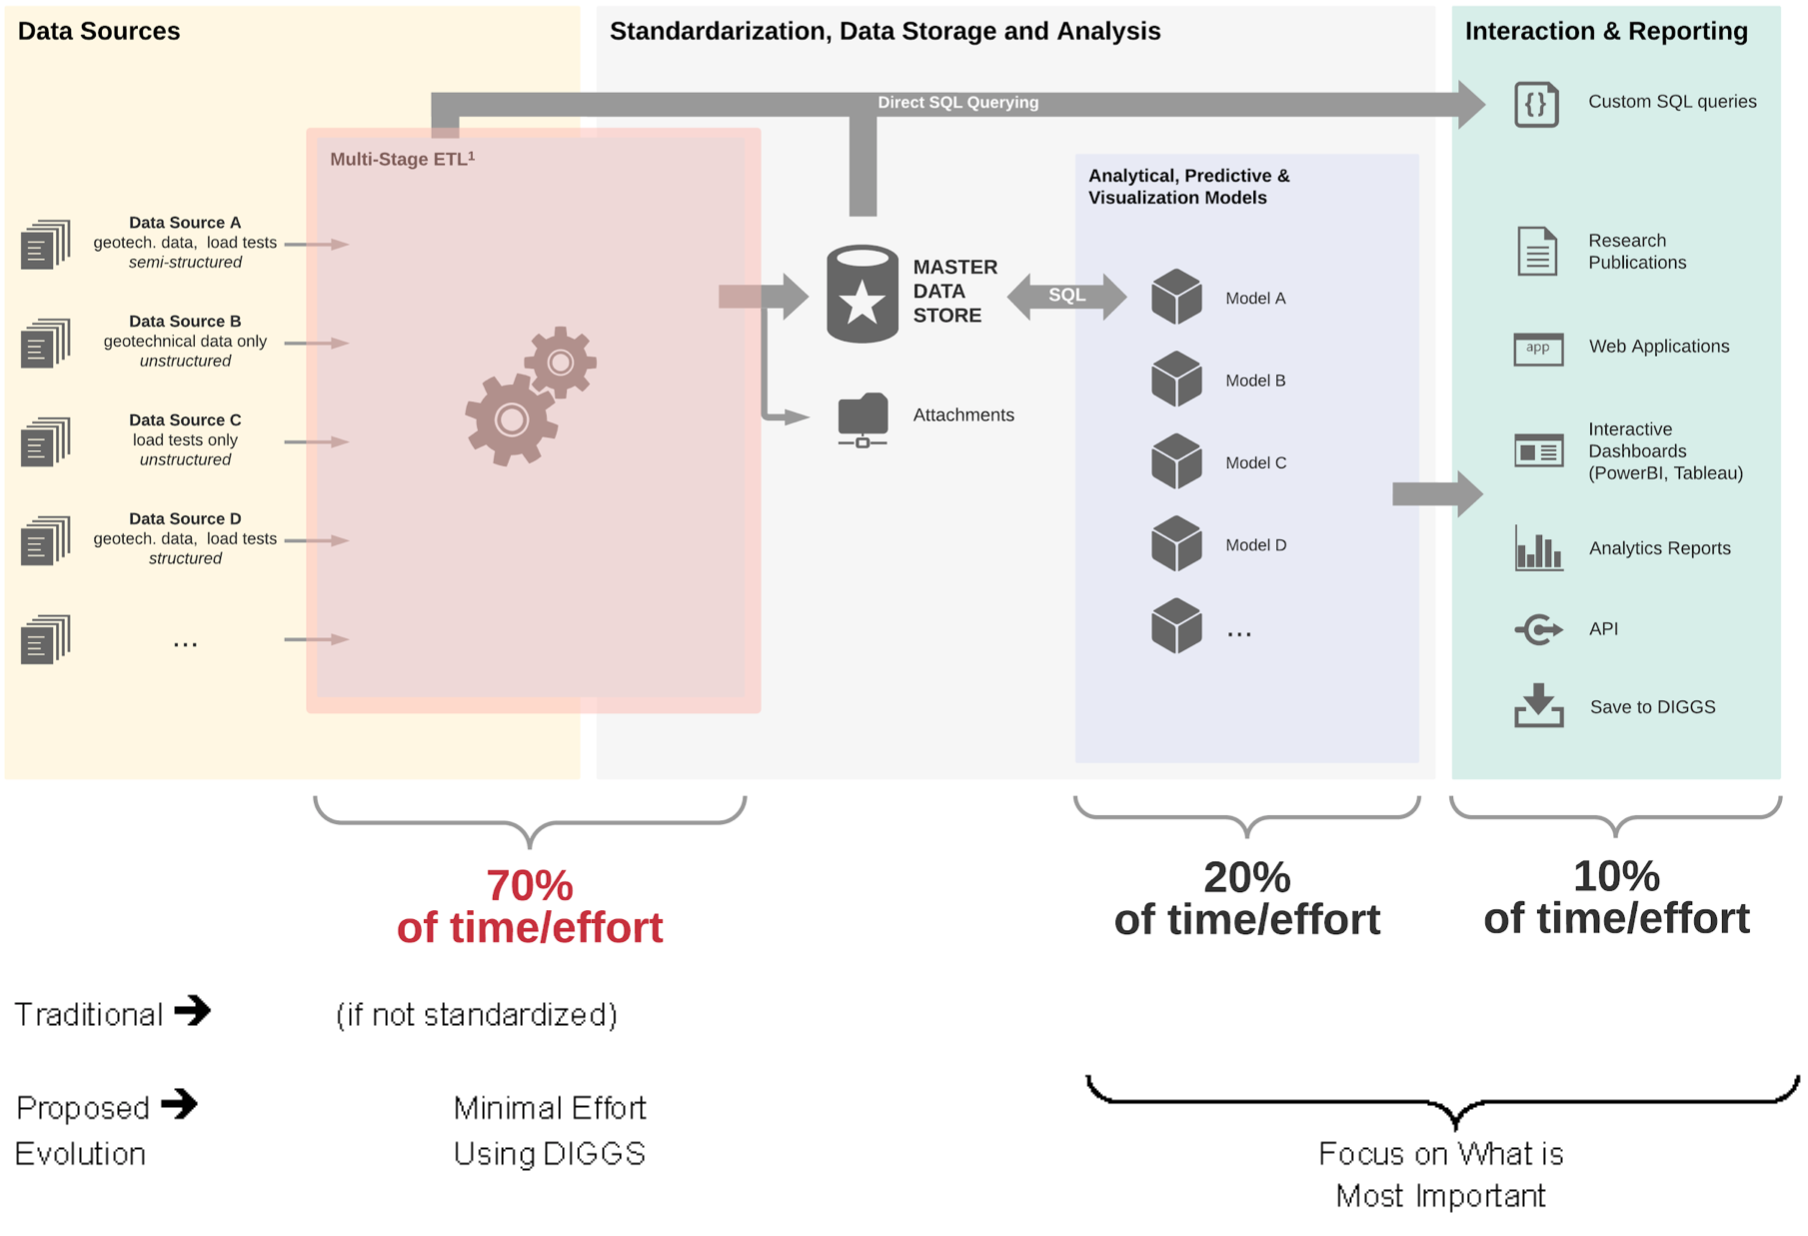 Data Sources
Standardarization, Data Storage and Analysis
Interaction & Reporting
Direct SQL Querying
Custom SQL queries
Multi-Stage ETL¹
Analytical, Predictive &
Visualization Models
Data Source A
geotech. data, load tests
semi-structured
Data Source B
geotechnical data only
unstructured
Data Source C
load tests only
unstructured
Data Source D
geotech. data, load tests
structured
...
MASTER
DATA
STORE
SQL
Attachments
Model A
Model B
Model C
Model D
...
Research
Publications
app
Web Applications
Interactive
Dashboards
(PowerBI, Tableau)
Analytics Reports
API
Save to DIGGS
70%
of time/effort
20%
of time/effort
10%
of time/effort
Traditional ➔ (if not standardized)
Proposed ➔ Minimal Effort
Evolution Using DIGGS
Focus on What is
Most Important